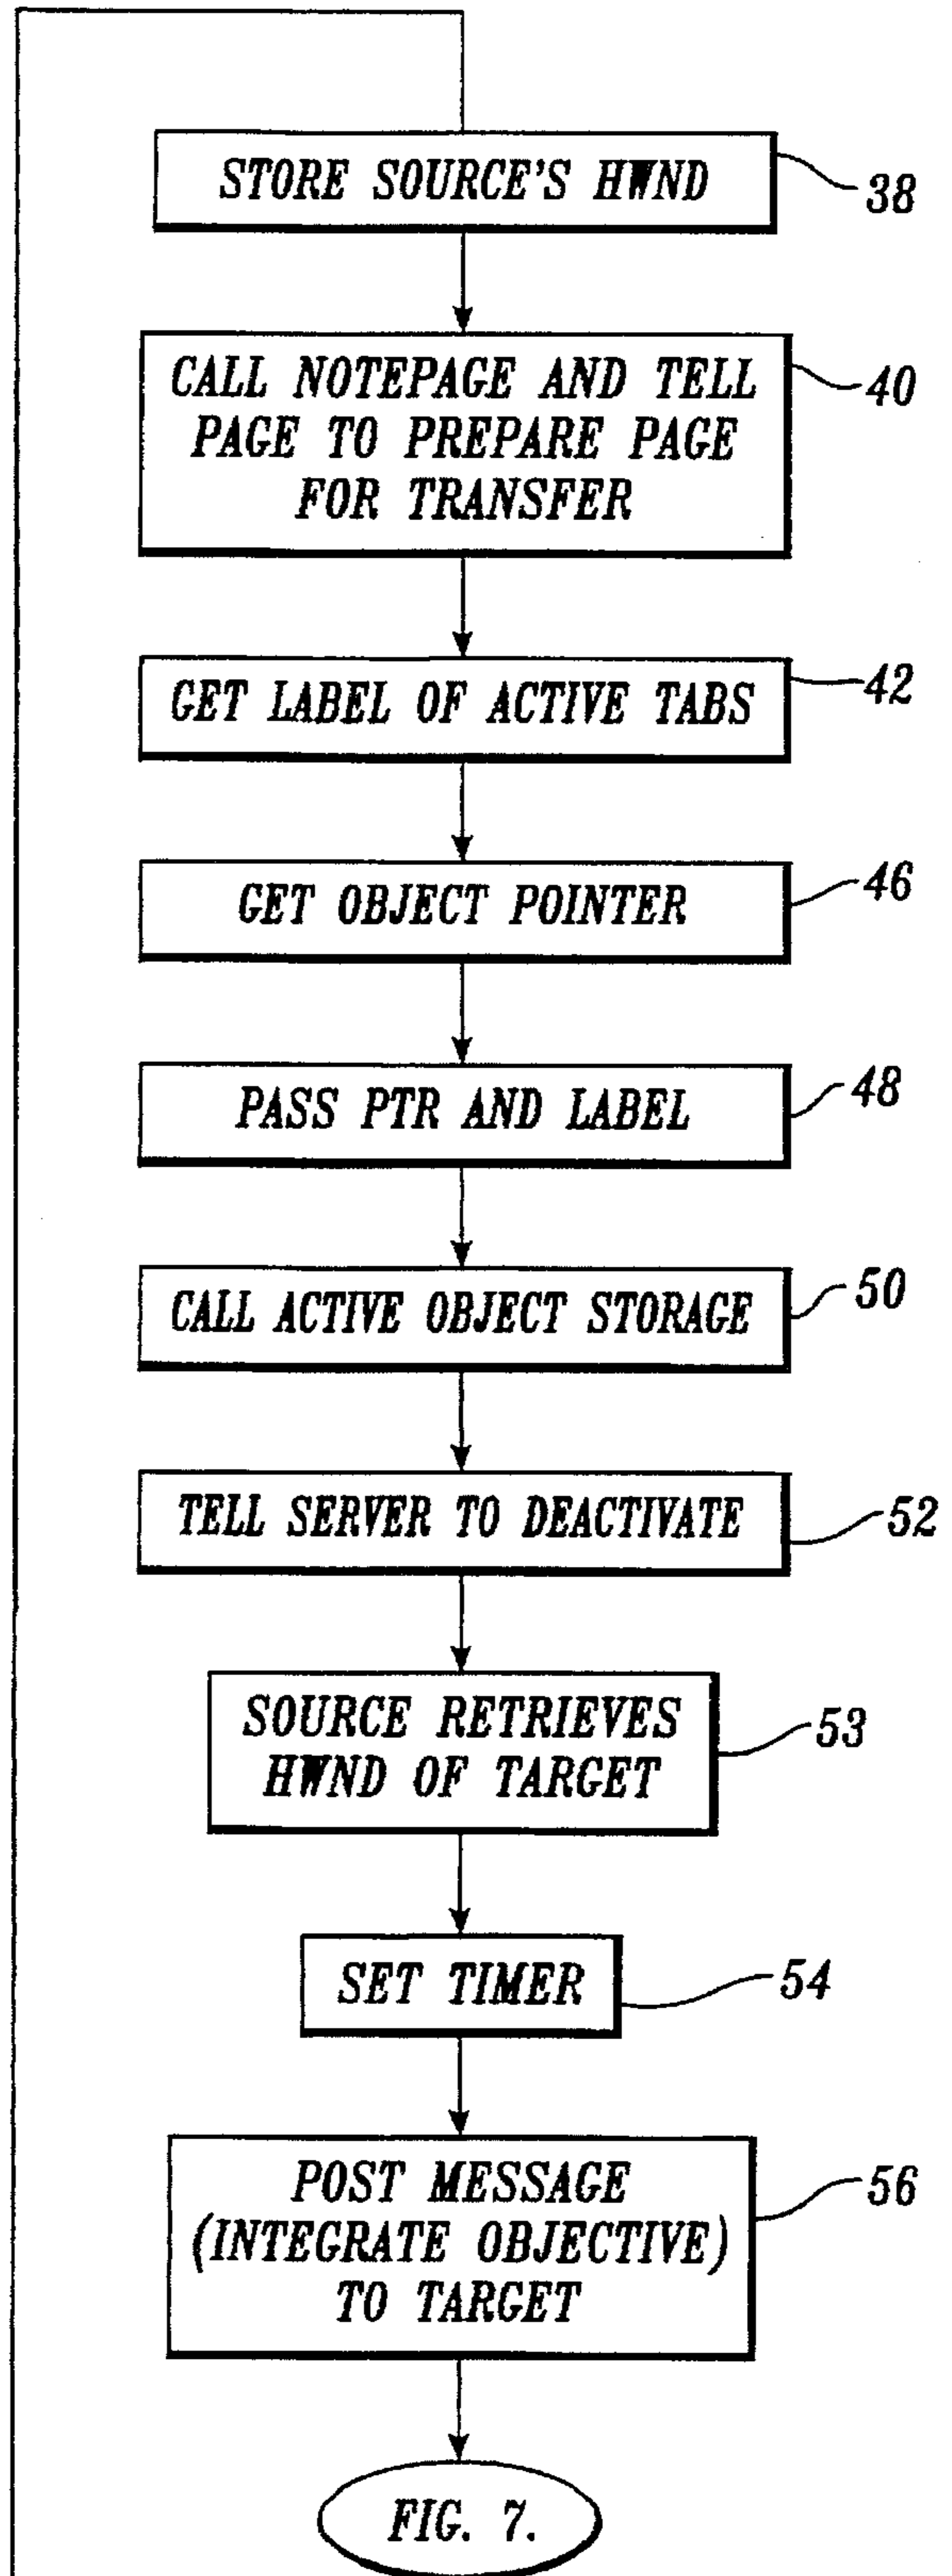 STORE SOURCE'S HWND
38
CALL NOTEPAGE AND TELL
PAGE TO PREPARE PAGE
FOR TRANSFER
40
GET LABEL OF ACTIVE TABS
42
GET OBJECT POINTER
46
PASS PTR AND LABEL
48
CALL ACTIVE OBJECT STORAGE
50
TELL SERVER TO DEACTIVATE
52
SOURCE RETRIEVES
HWND OF TARGET
53
SET TIMER
54
POST MESSAGE
(INTEGRATE OBJECTIVE)
TO TARGET
56
FIG. 7.